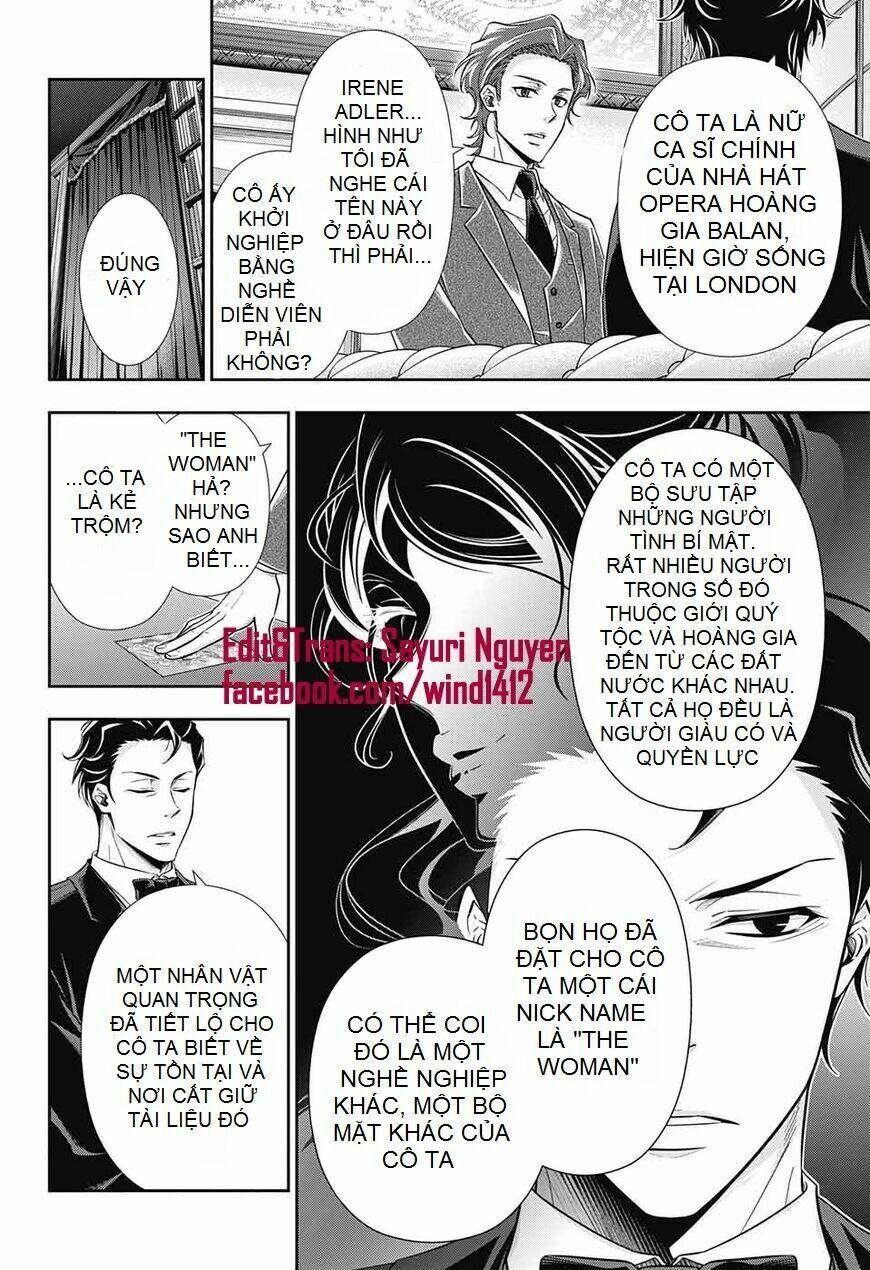 CÔ TA LÀ NỮ
CA SĨ CHÍNH
CỦA NHÀ HÁT
OPERA HOÀNG
GIA BALAN,
HIỆN GIỜ SỐNG
TẠI LONDON
IRENE
ADLER...
HÌNH NHƯ
TÔI ĐÃ
NGHE CÁI
TÊN NÀY
Ở ĐÂU RỒI
THÌ PHẢI...
CÔ ẤY
KHỞI
NGHIỆP
BẰNG
NGHỀ
DIỄN VIÊN
PHẢI
KHÔNG?
ĐÚNG
VẬY
CÔ TA CÓ MỘT
BỘ SƯU TẬP
NHỮNG NGƯỜI
TÌNH BÍ MẬT.
RẤT NHIỀU NGƯỜI
TRONG SỐ ĐÓ
THUỘC GIỚI QUÝ
TỘC VÀ HOÀNG GIA
ĐẾN TỪ CÁC ĐẤT
NƯỚC KHÁC NHAU.
TẤT CẢ HỌ ĐỀU LÀ
NGƯỜI GIÀU CÓ VÀ
QUYỀN LỰC
BỌN HỌ ĐÃ
ĐẶT CHO CÔ
TA MỘT CÁI
NICK NAME
LÀ "THE
WOMAN"
CÓ THỂ COI
ĐÓ LÀ MỘT
NGHỀ NGHIỆP
KHÁC, MỘT BỘ
MẶT KHÁC CỦA
CÔ TA
"THE
WOMAN"
HẢ?
NHƯNG
SAO ANH
BIẾT...
...CÔ TA
LÀ KẺ
TRỘM?
Edit&Trans: Sayuri Nguyen
facebook.com/wind1412
MỘT NHÂN VẬT
QUAN TRỌNG
ĐÃ TIẾT LỘ CHO
CÔ TA BIẾT VỀ
SỰ TỒN TẠI VÀ
NƠI CẤT GIỮ
TÀI LIỆU ĐÓ